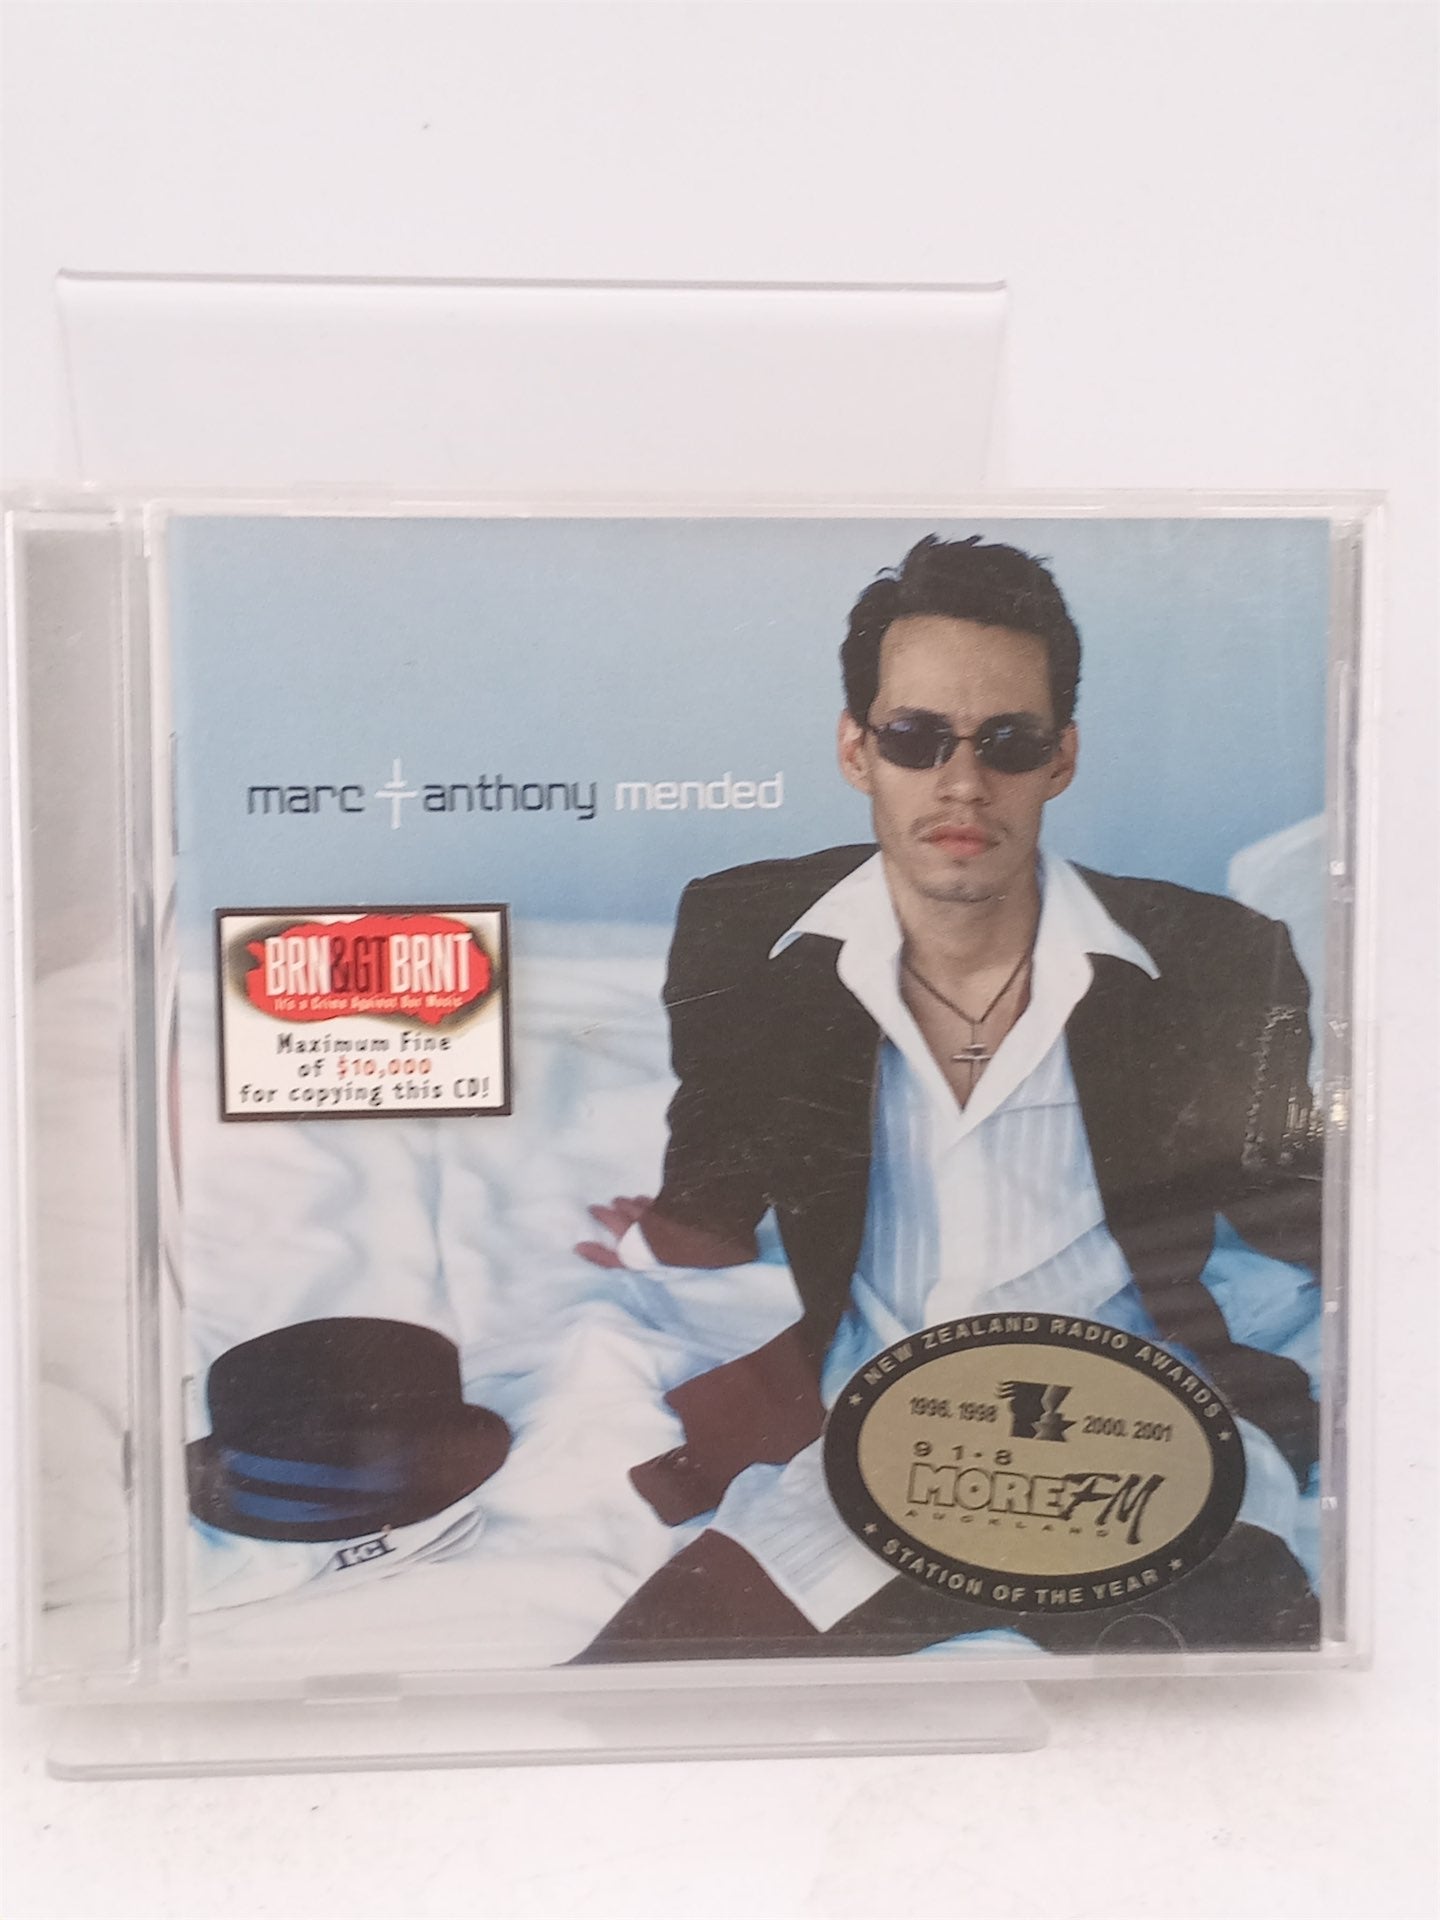 marc anthony mended
BRN&GT BRNT
It's a Crime Against Our Music
Maximum Fine
of $10,000
for copying this CD!
NEW ZEALAND RADIO AWARDS
1996. 1998 2000. 2001
91·8
MORE FM
AUCKLAND
STATION OF THE YEAR